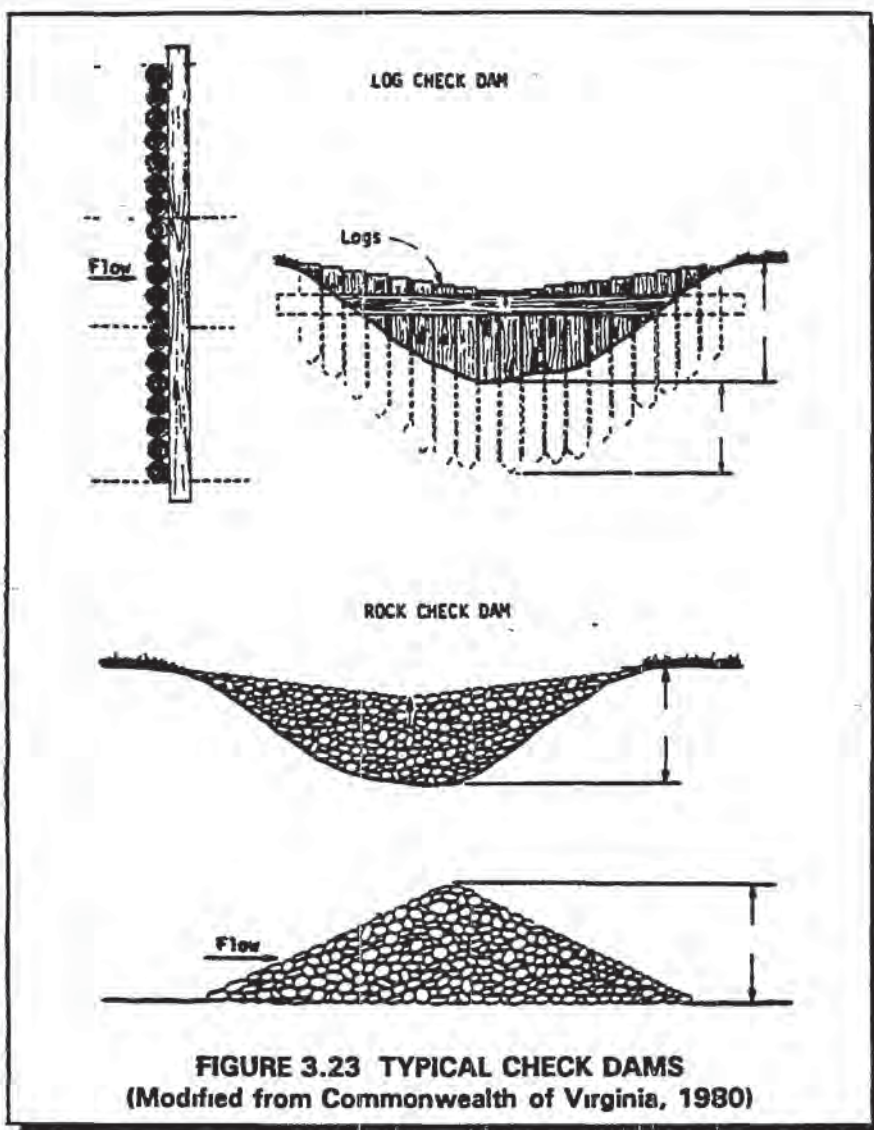 LOG CHECK DAM
Logs
Flow
ROCK CHECK DAM
Flow
FIGURE 3.23 TYPICAL CHECK DAMS
(Modified from Commonwealth of Virginia, 1980)